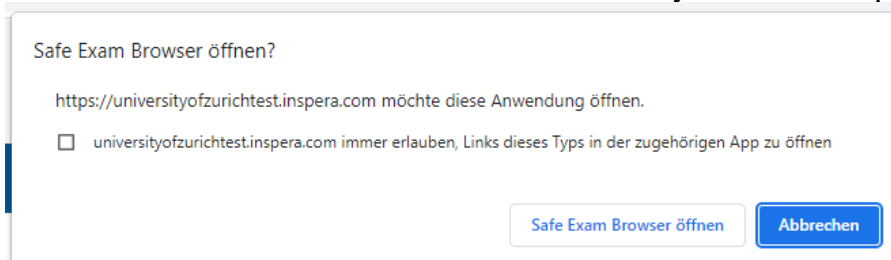 Safe Exam Browser öffnen?
https://universityofzurichtest.inspera.com möchte diese Anwendung öffnen.
universityofzurichtest.inspera.com immer erlauben, Links dieses Typs in der zugehörigen App zu öffnen
Safe Exam Browser öffnen Abbrechen